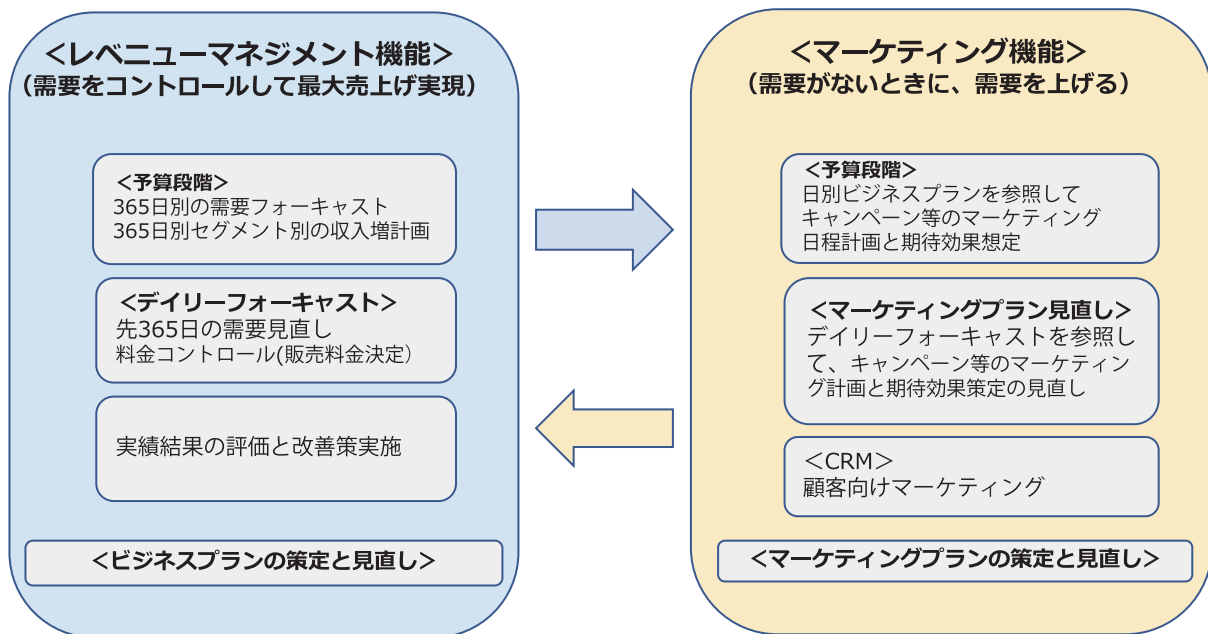 <レベニューマネジメント機能>
（需要をコントロールして最大売上げ実現）
<予算段階>
365日別の需要フォーキャスト
365日別セグメント別の収入増計画
<デイリーフォーキャスト>
先365日の需要見直し
料金コントロール(販売料金決定）
実績結果の評価と改善策実施
<ビジネスプランの策定と見直し>
<マーケティング機能>
（需要がないときに、需要を上げる）
<予算段階>
日別ビジネスプランを参照して
キャンペーン等のマーケティング
日程計画と期待効果想定
<マーケティングプラン見直し>
デイリーフォーキャストを参照し
て、キャンペーン等のマーケティン
グ計画と期待効果策定の見直し
＜CRM＞
顧客向けマーケティング
<マーケティングプランの策定と見直し>